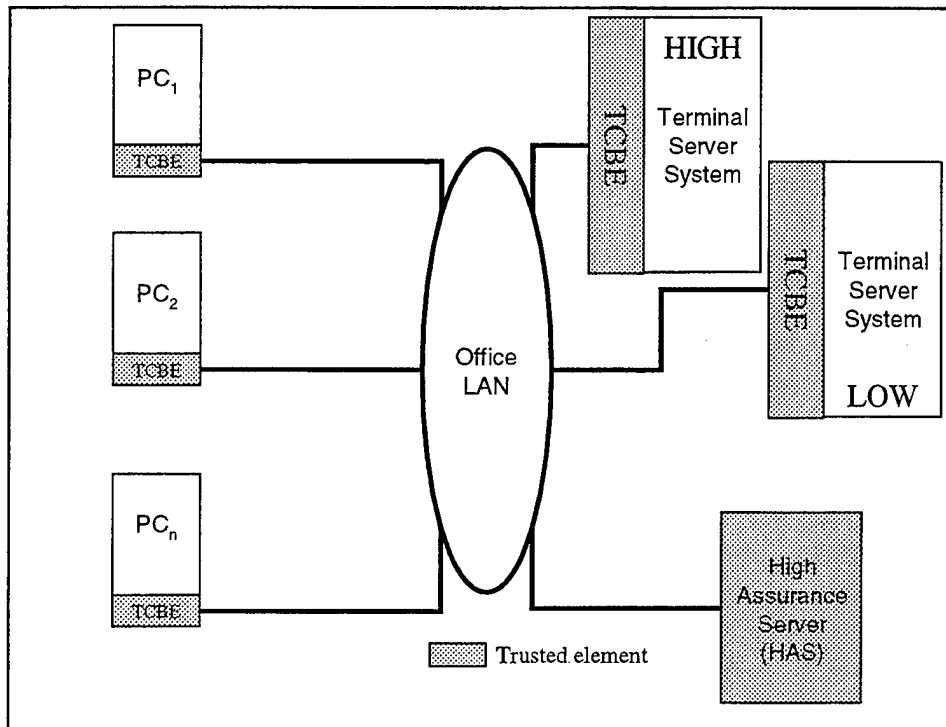 PC1
TCBE
PC2
TCBE
PCn
TCBE
Office
LAN
HIGH
TCBE
Terminal
Server
System
TCBE
Terminal
Server
System
LOW
High
Assurance
Server
(HAS)
Trusted element